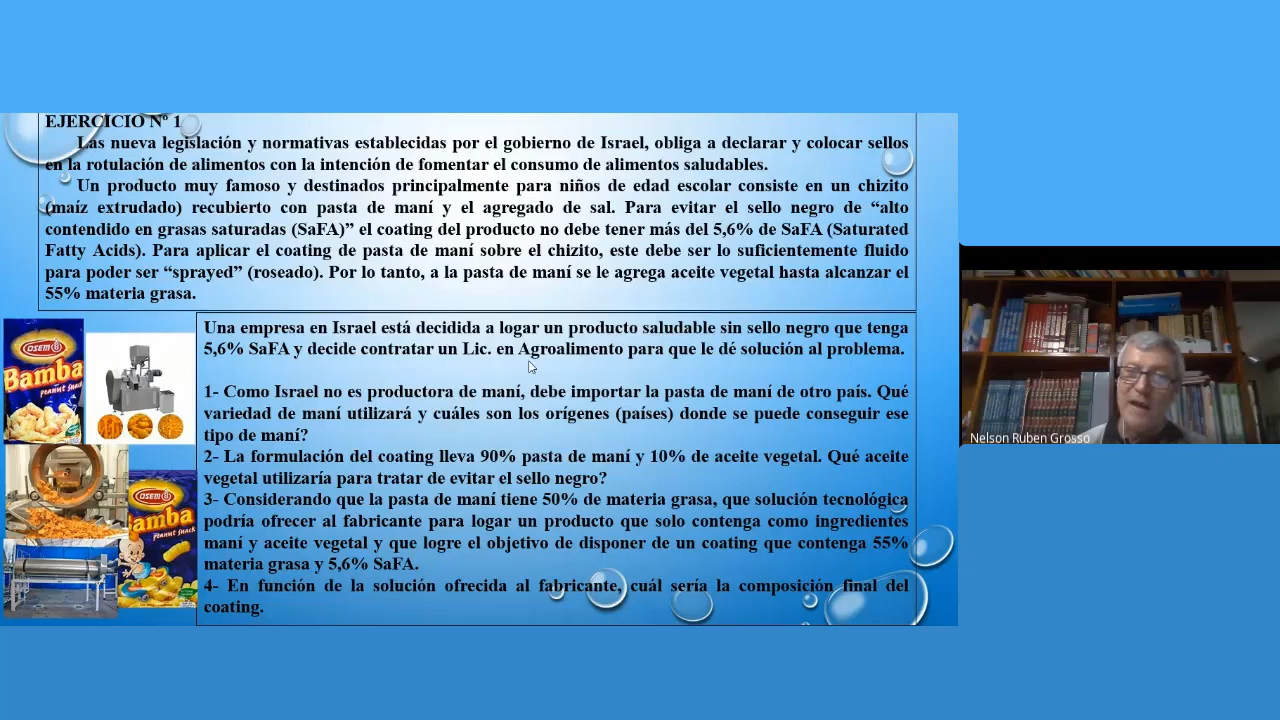 EJERCICIO Nº 1
Las nueva legislación y normativas establecidas por el gobierno de Israel, obliga a declarar y colocar sellos
en la rotulación de alimentos con la intención de fomentar el consumo de alimentos saludables.
Un producto muy famoso y destinados principalmente para niños de edad escolar consiste en un chizito
(maíz extrudado) recubierto con pasta de maní y el agregado de sal. Para evitar el sello negro de “alto
contendido en grasas saturadas (SaFA)” el coating del producto no debe tener más del 5,6% de SaFA (Saturated
Fatty Acids). Para aplicar el coating de pasta de maní sobre el chizito, este debe ser lo suficientemente fluido
para poder ser “sprayed” (roseado). Por lo tanto, a la pasta de maní se le agrega aceite vegetal hasta alcanzar el
55% materia grasa.
Una empresa en Israel está decidida a logar un producto saludable sin sello negro que tenga
5,6% SaFA y decide contratar un Lic. en Agroalimento para que le dé solución al problema.
1- Como Israel no es productora de maní, debe importar la pasta de maní de otro país. Qué
variedad de maní utilizará y cuáles son los orígenes (países) donde se puede conseguir ese
tipo de maní?
2- La formulación del coating lleva 90% pasta de maní y 10% de aceite vegetal. Qué aceite
vegetal utilizaría para tratar de evitar el sello negro?
3- Considerando que la pasta de maní tiene 50% de materia grasa, que solución tecnológica
podría ofrecer al fabricante para logar un producto que solo contenga como ingredientes
maní y aceite vegetal y que logre el objetivo de disponer de un coating que contenga 55%
materia grasa y 5,6% SaFA.
4- En función de la solución ofrecida al fabricante, cuál sería la composición final del
coating.
OSEM
Bamba
peanut snack
OSEM
amba
peanut snack
Nelson Ruben Grosso